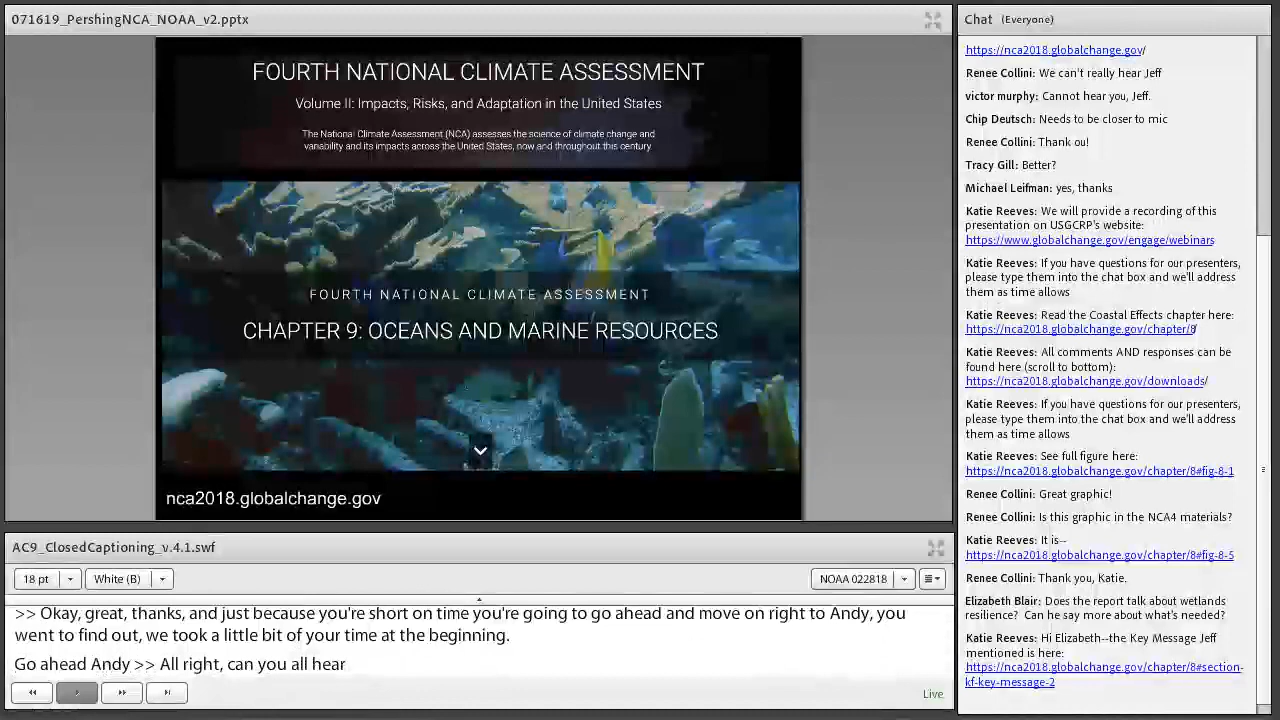 071619_PershingNCA_NOAA_v2.pptx
FOURTH NATIONAL CLIMATE ASSESSMENT
Volume II: Impacts, Risks, and Adaptation in the United States
The National Climate Assessment (NCA) assesses the science of climate change and
variability and its impacts across the United States, now and throughout this century.
FOURTH NATIONAL CLIMATE ASSESSMENT
CHAPTER 9: OCEANS AND MARINE RESOURCES
nca2018.globalchange.gov
AC9_ClosedCaptioning_v.4.1.swf
18 pt
White (B)
NOAA 022818
>> Okay, great, thanks, and just because you're short on time you're going to go ahead and move on right to Andy, you
went to find out, we took a little bit of your time at the beginning.
Go ahead Andy >> All right, can you all hear
Live
Chat (Everyone)
https://nca2018.globalchange.gov/
Renee Collini: We can't really hear Jeff
victor murphy: Cannot hear you, Jeff.
Chip Deutsch: Needs to be closer to mic
Renee Collini: Thank ou!
Tracy Gill: Better?
Michael Leifman: yes, thanks
Katie Reeves: We will provide a recording of this
presentation on USGCRP's website:
https://www.globalchange.gov/engage/webinars
Katie Reeves: If you have questions for our presenters,
please type them into the chat box and we'll address
them as time allows
Katie Reeves: Read the Coastal Effects chapter here:
https://nca2018.globalchange.gov/chapter/8/
Katie Reeves: All comments AND responses can be
found here (scroll to bottom):
https://nca2018.globalchange.gov/downloads/
Katie Reeves: If you have questions for our presenters,
please type them into the chat box and we'll address
them as time allows
Katie Reeves: See full figure here:
https://nca2018.globalchange.gov/chapter/8#fig-8-1
Renee Collini: Great graphic!
Renee Collini: Is this graphic in the NCA4 materials?
Katie Reeves: It is--
https://nca2018.globalchange.gov/chapter/8#fig-8-5
Renee Collini: Thank you, Katie.
Elizabeth Blair: Does the report talk about wetlands
resilience? Can he say more about what's needed?
Katie Reeves: Hi Elizabeth--the Key Message Jeff
mentioned is here:
https://nca2018.globalchange.gov/chapter/8#section-
kf-key-message-2